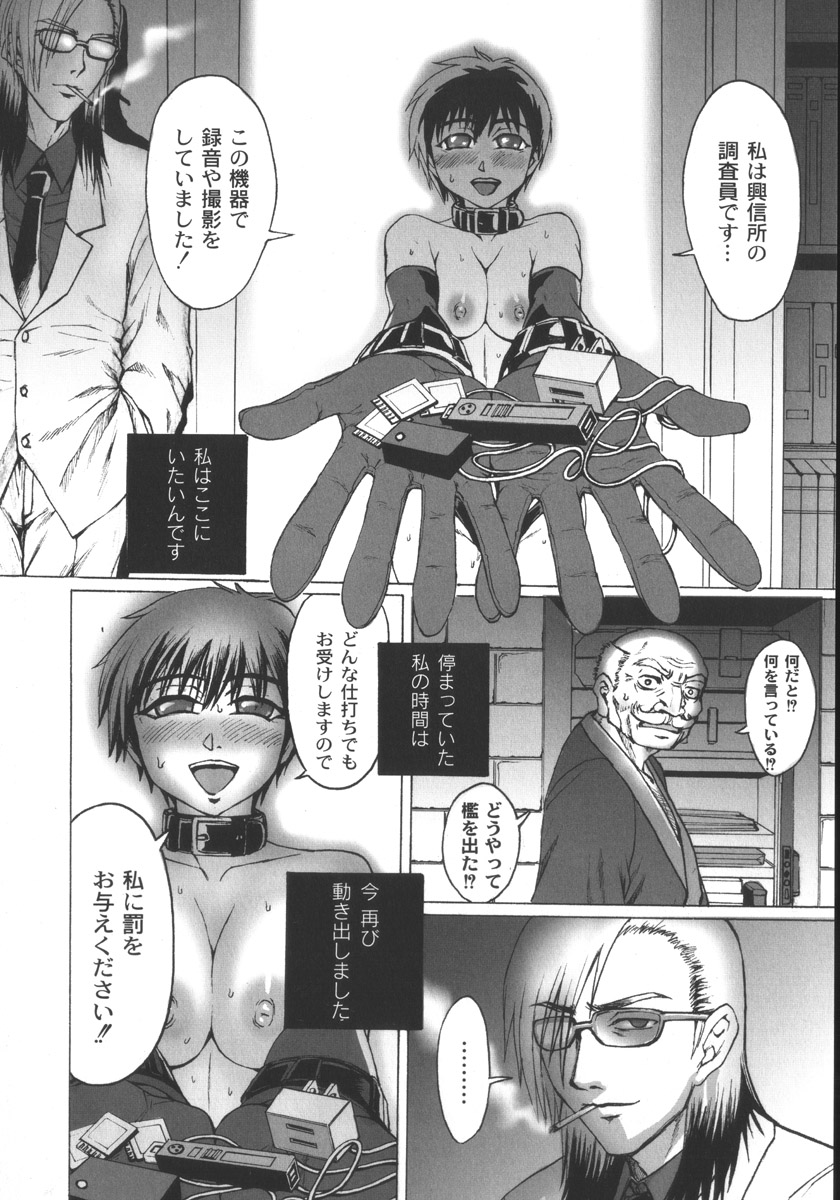 私は興信所の
調査員です…
この機器で
録音や撮影を
していました!
私はここに
いたいんです
何だと!?
何を言っている!?
どうやって
檻を出た!?
停まっていた
私の時間は
どんな仕打ちでも
お受けしますので
今 再び
動き出しました
私に罰を
お与えください!!
………